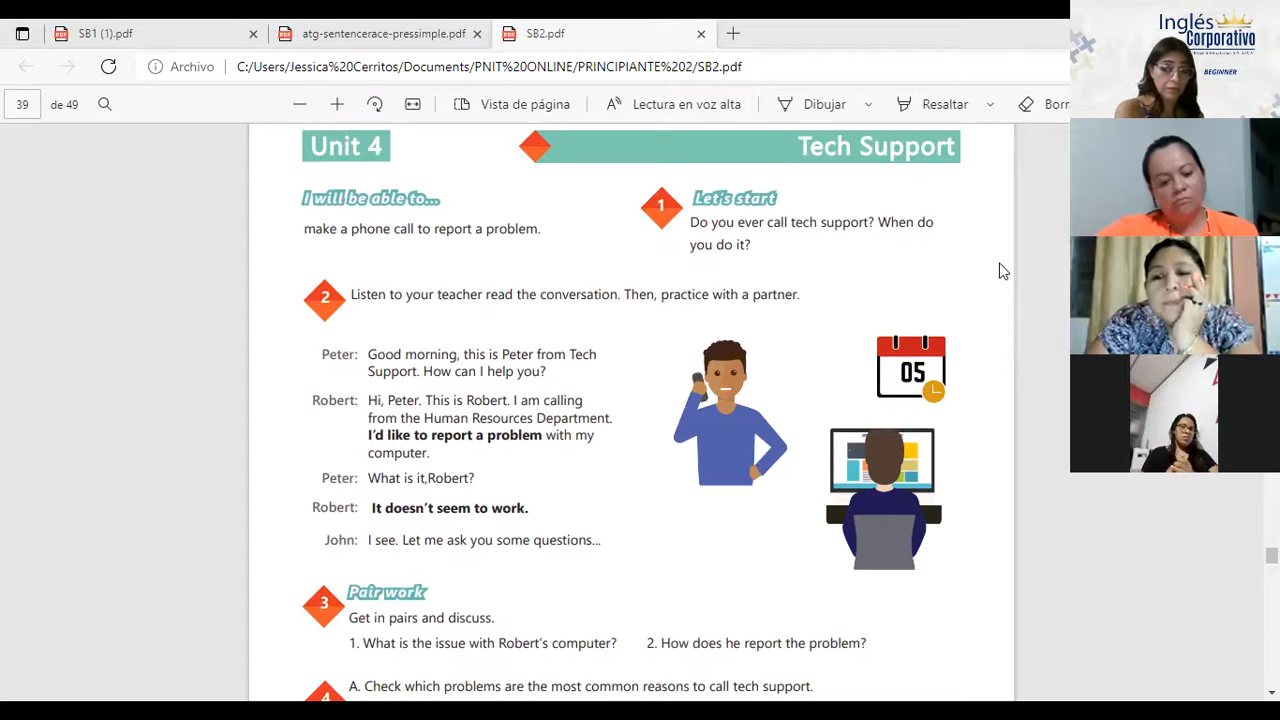 SB1 (1).pdf
atg-sentencerace-pressimple.pdf
SB2.pdf
Archivo
C:/Users/Jessica%20Cerritos/Documents/PNE%20ONLINE/PRINCIPIANTE%202/SB2.pdf
39 de 49
Vista de página
Lectura en voz alta
Dibujar
Resaltar
Borr
Inglés
Corporativo
BEGINNER
Unit 4
Tech Support
I will be able to...
make a phone call to report a problem.
1 Let's start
Do you ever call tech support? When do
you do it?
2 Listen to your teacher read the conversation. Then, practice with a partner.
Peter: Good morning, this is Peter from Tech
Support. How can I help you?
Robert: Hi, Peter. This is Robert. I am calling
from the Human Resources Department.
I'd like to report a problem with my
computer.
Peter: What is it,Robert?
Robert: It doesn't seem to work.
John: I see. Let me ask you some questions...
05
3 Pair work
Get in pairs and discuss.
1. What is the issue with Robert's computer? 2. How does he report the problem?
4 A. Check which problems are the most common reasons to call tech support.